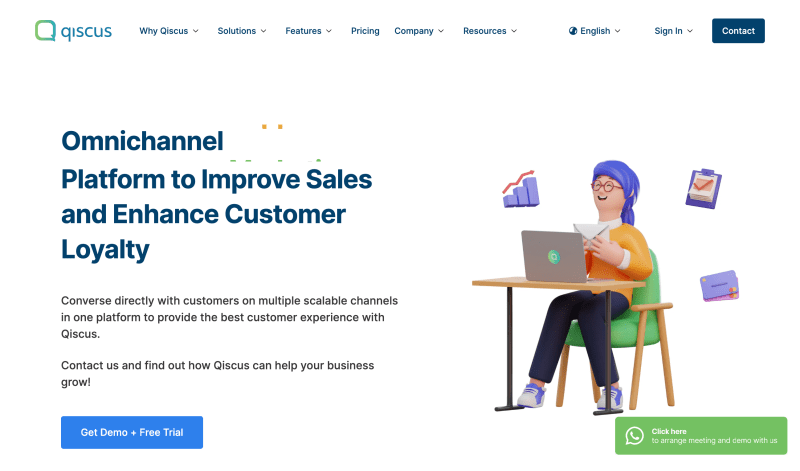 qiscus
Why Qiscus
Solutions
Features
Pricing
Company
Resources
English
Sign In
Contact
Omnichannel
Platform to Improve Sales
and Enhance Customer
Loyalty
Converse directly with customers on multiple scalable channels
in one platform to provide the best customer experience with
Qiscus.
Contact us and find out how Qiscus can help your business
grow!
Get Demo + Free Trial
Click here
to arrange meeting and demo with us